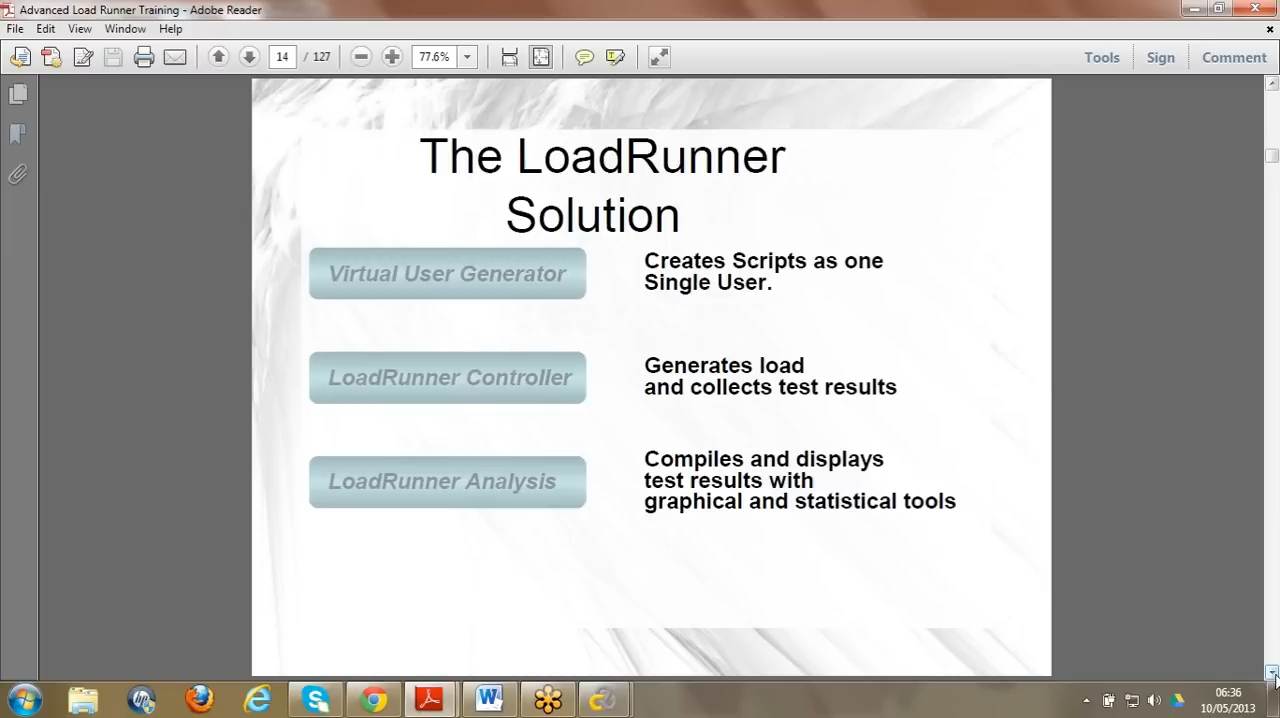 Advanced Load Runner Training - Adobe Reader
File Edit View Window Help
14 / 127 77.6% Tools Sign Comment
The LoadRunner
Solution
Virtual User Generator
Creates Scripts as one
Single User.
LoadRunner Controller
Generates load
and collects test results
LoadRunner Analysis
Compiles and displays
test results with
graphical and statistical tools
06:36
10/05/2013